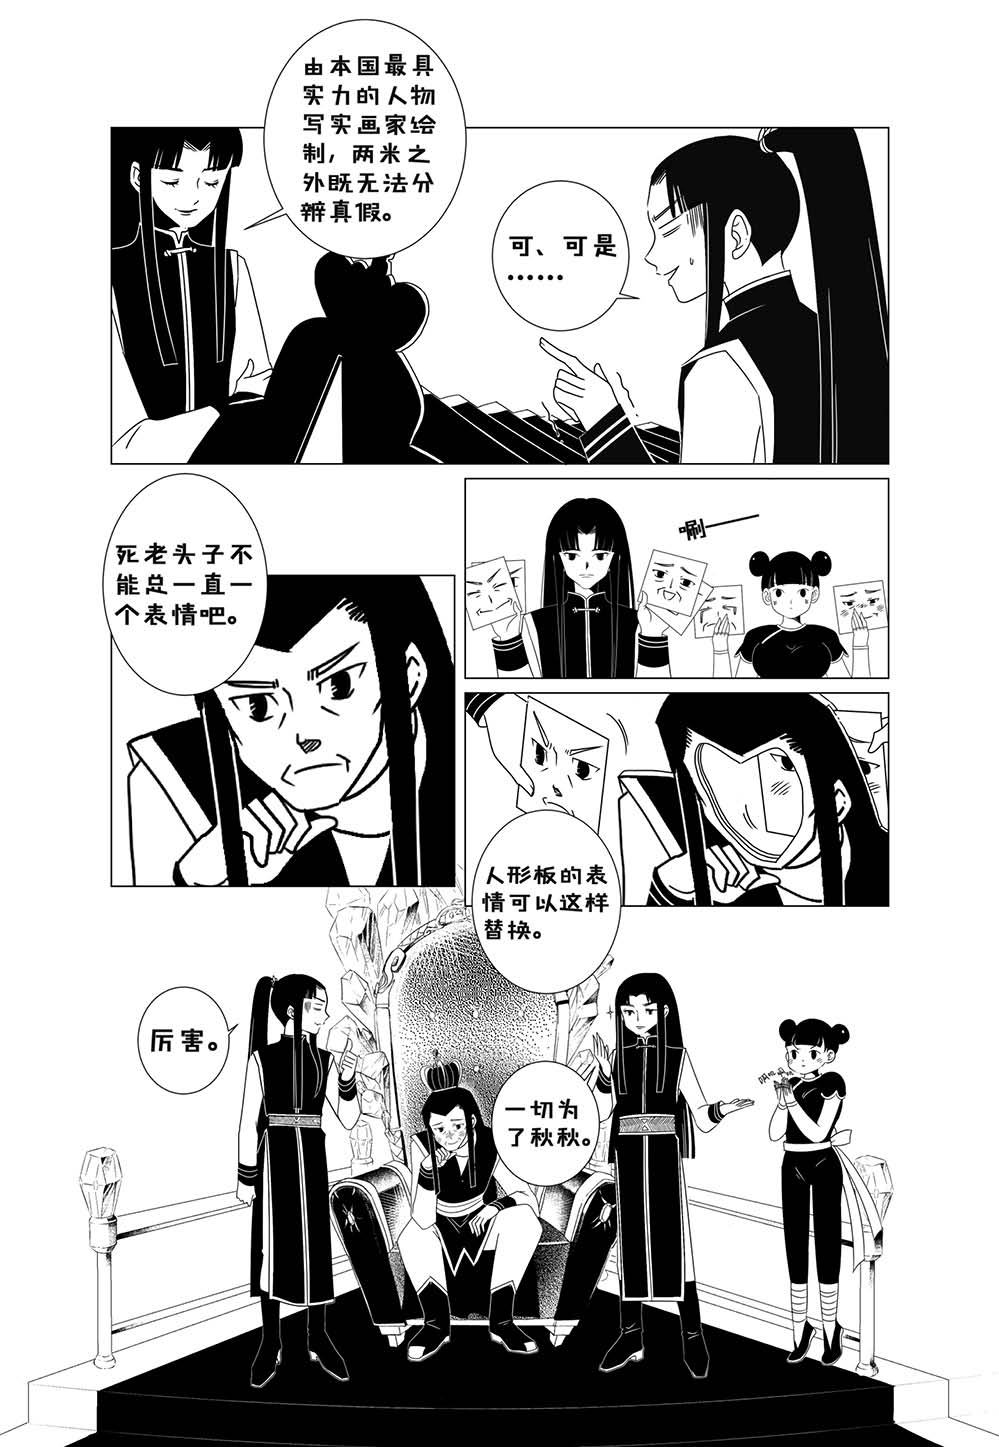 由本国最具
实力的人物
写实画家绘
制，两米之
外既无法分
辨真假。
可、可是
……
死老头子不
能总一直一
个表情吧。
唰——
人形板的表
情可以这样
替换。
厉害。
一切为
了秋秋。